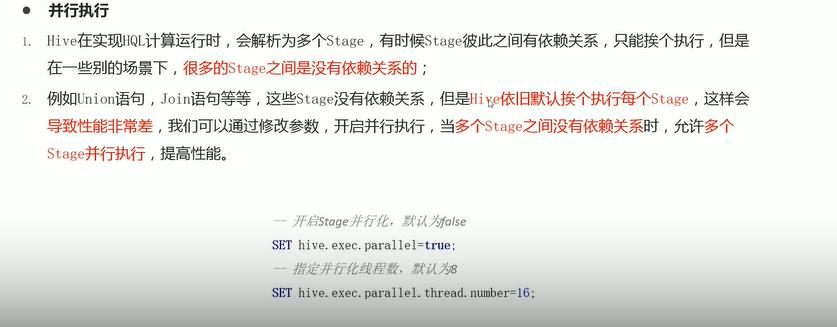 ● 并行执行
1. Hive在实现HQL计算运行时，会解析为多个Stage，有时候Stage彼此之间有依赖关系，只能挨个执行，但是
在一些别的场景下，很多的Stage之间是没有依赖关系的；
2. 例如Union语句，Join语句等等，这些Stage没有依赖关系，但是Hive依旧默认挨个执行每个Stage，这样会
导致性能非常差，我们可以通过修改参数，开启并行执行，当多个Stage之间没有依赖关系时，允许多个
Stage并行执行，提高性能。
-- 开启Stage并行化，默认为false
SET hive.exec.parallel=true;
-- 指定并行化线程数，默认为8
SET hive.exec.parallel.thread.number=16;